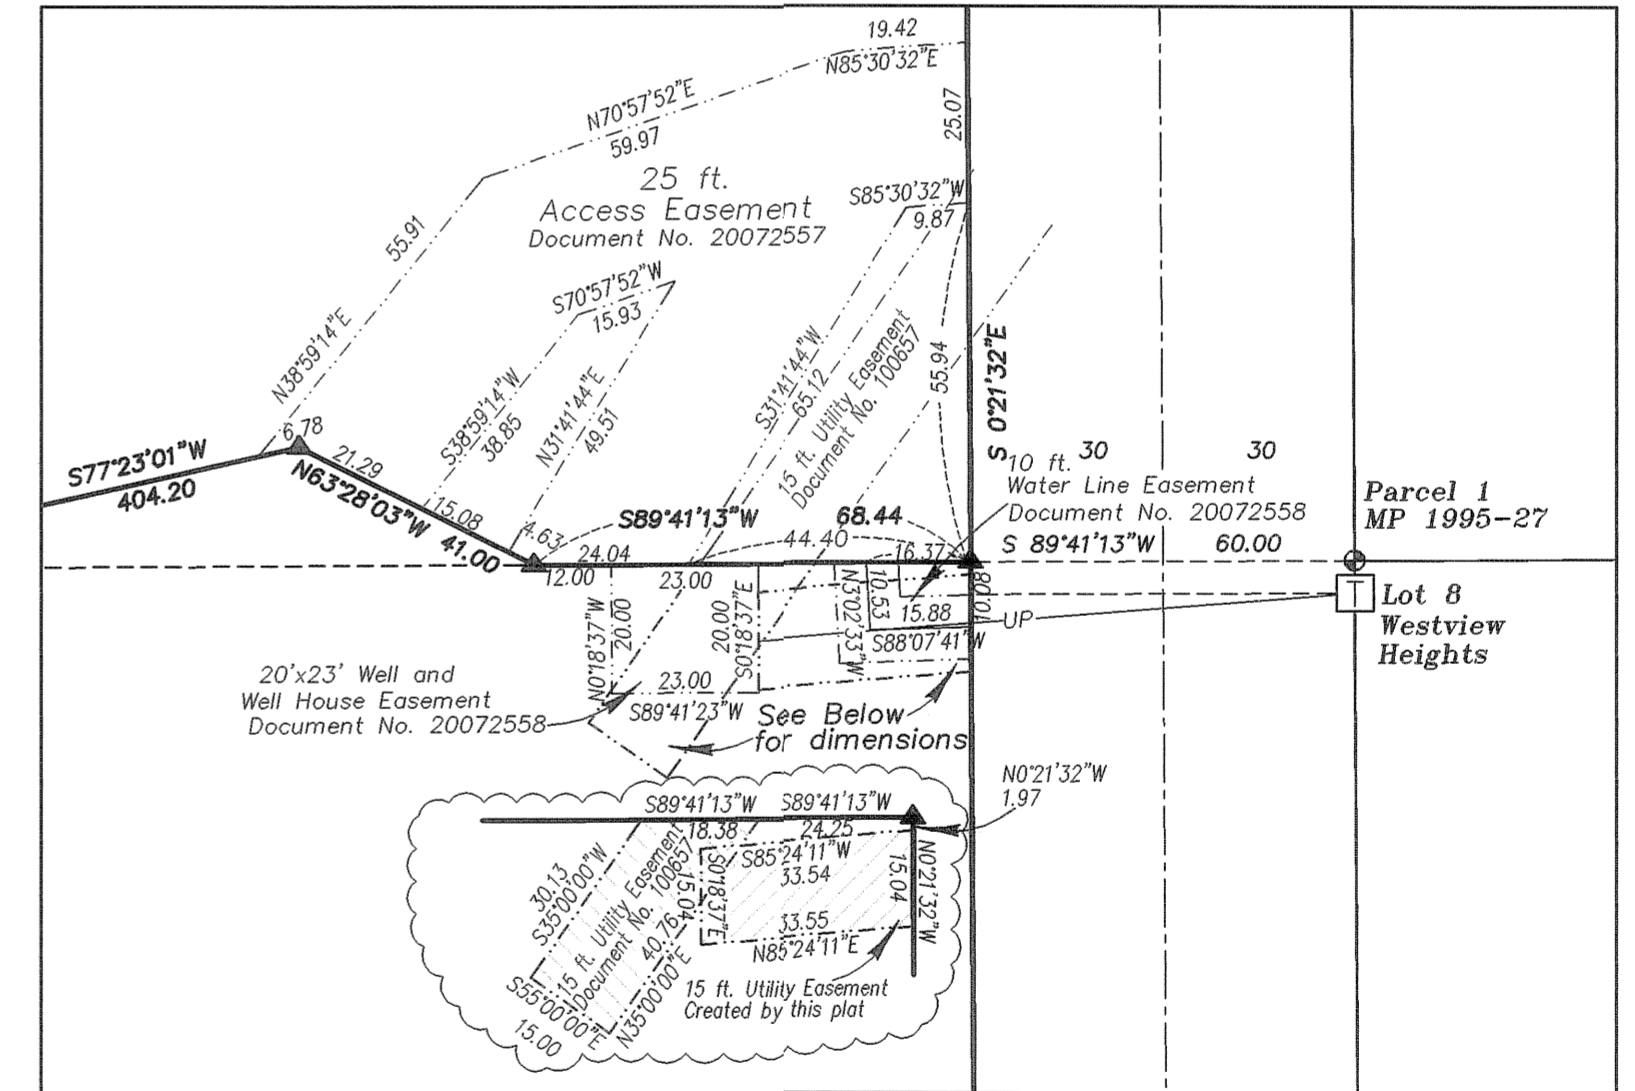 19.42
N85°30'32"E
N70°57'52"E
59.97
25.07
25 ft.
Access Easement
Document No. 20072557
S85°30'32"W
9.87
55.91
S70°57'52"W
15.93
N38°59'14"E
S38°59'14"W
38.85
N31°41'44"E
49.51
S31°41'44"W
65.12
15 ft. Utility Easement
Document No. 100657
55.94
S 0°21'32"E
6.78
S77°23'01"W
404.20
21.29
N63°28'03"W 41.00
15.08
4.63
S89°41'13"W
68.44
44.40
24.04
16.37
30
30
10 ft.
Water Line Easement
Document No. 20072558
S 89°41'13"W
60.00
Parcel 1
MP 1995-27
12.00
23.00
N0°18'37"W
20.00
20.00
S0°18'37"E
N3°02'33"W
10.53
15.88
10.08
S88°07'41"W
UP
T
Lot 8
Westview
Heights
20'x23' Well and
Well House Easement
Document No. 20072558
23.00
S89°41'23"W
See Below
for dimensions
N0°21'32"W
1.97
S89°41'13"W
S89°41'13"W
18.38
24.25
S85°24'11"W
33.54
30.13
S35°00'00"W
15 ft. Utility Easement
Document No. 100657
15.04
S0°18'37"E
15.04
N0°21'32"W
40.76
N35°00'00"E
33.55
N85°24'11"E
S55°00'00"E
15.00
15 ft. Utility Easement
Created by this plat